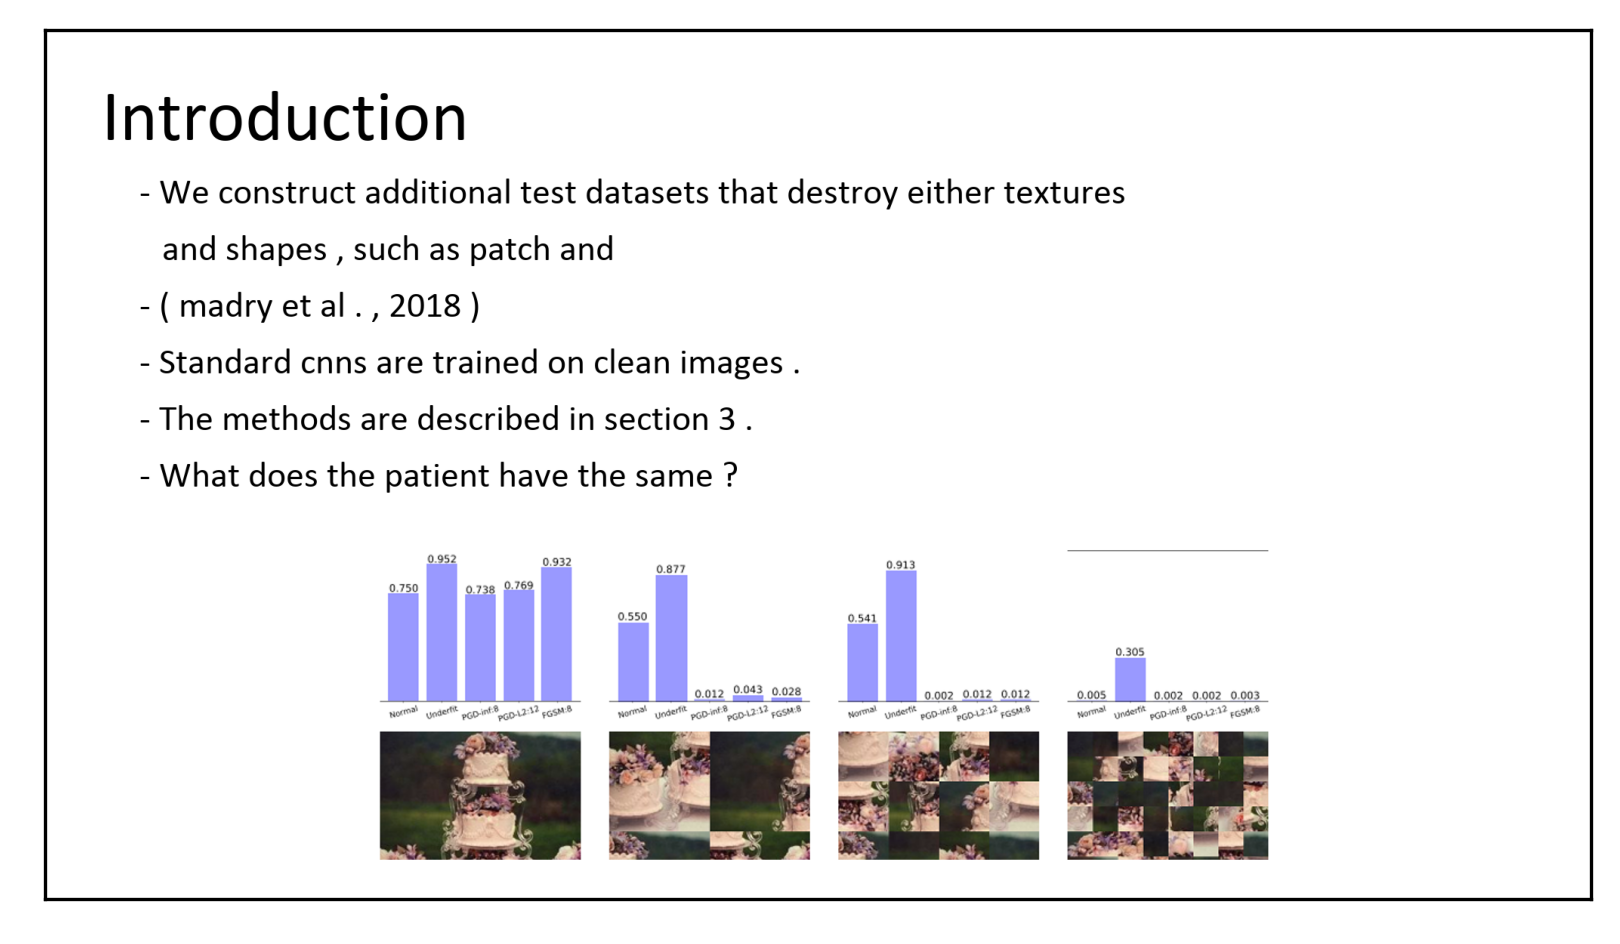 Introduction
- We construct additional test datasets that destroy either textures
and shapes , such as patch and
- ( madry et al . , 2018 )
- Standard cnns are trained on clean images .
- The methods are described in section 3 .
- What does the patient have the same ?
0.750 0.952 0.738 0.769 0.932
Normal Underfit PGD-inf:8 PGD-L2:12 FGSM:8
0.550 0.877 0.012 0.043 0.028
Normal Underfit PGD-inf:8 PGD-L2:12 FGSM:8
0.541 0.913 0.002 0.012 0.012
Normal Underfit PGD-inf:8 PGD-L2:12 FGSM:8
0.005 0.305 0.002 0.002 0.003
Normal Underfit PGD-inf:8 PGD-L2:12 FGSM:8